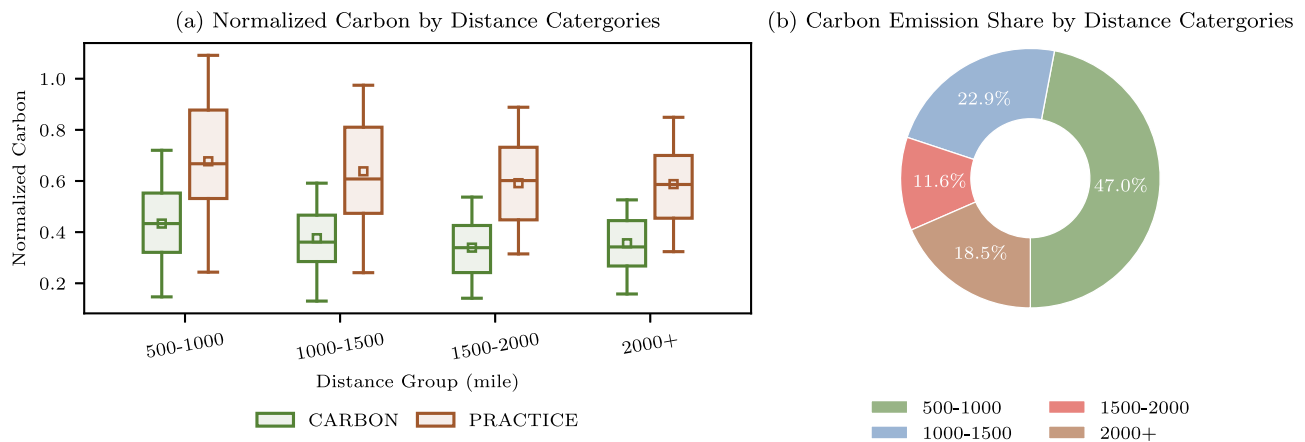 (a) Normalized Carbon by Distance Catergories
Normalized Carbon
1.0
0.8
0.6
0.4
0.2
500-1000
1000-1500
1500-2000
2000+
Distance Group (mile)
CARBON
PRACTICE
(b) Carbon Emission Share by Distance Catergories
22.9%
47.0%
11.6%
18.5%
500-1000
1000-1500
1500-2000
2000+